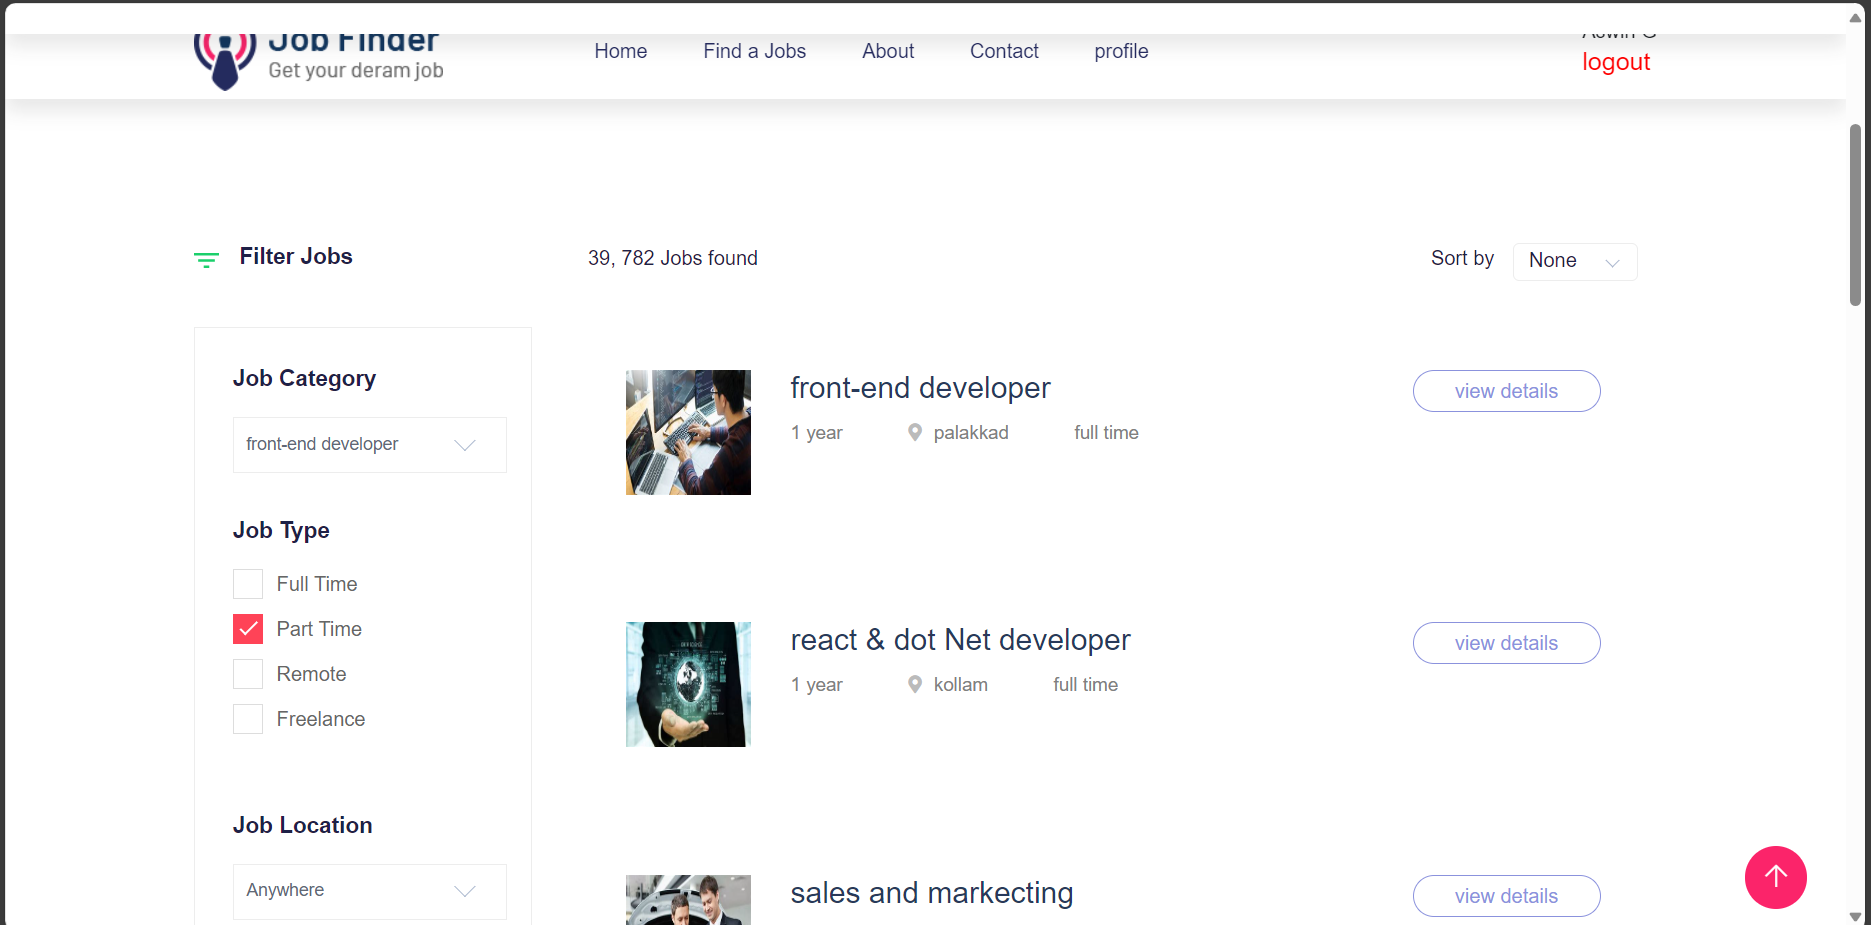 Job Finder
Get your deram job
Home Find a Jobs About Contact profile
logout
Filter Jobs
39, 782 Jobs found
Sort by None
Job Category
front-end developer
Job Type
Full Time
Part Time
Remote
Freelance
Job Location
Anywhere
front-end developer
1 year palakkad full time
view details
react & dot Net developer
1 year kollam full time
view details
sales and markecting
view details